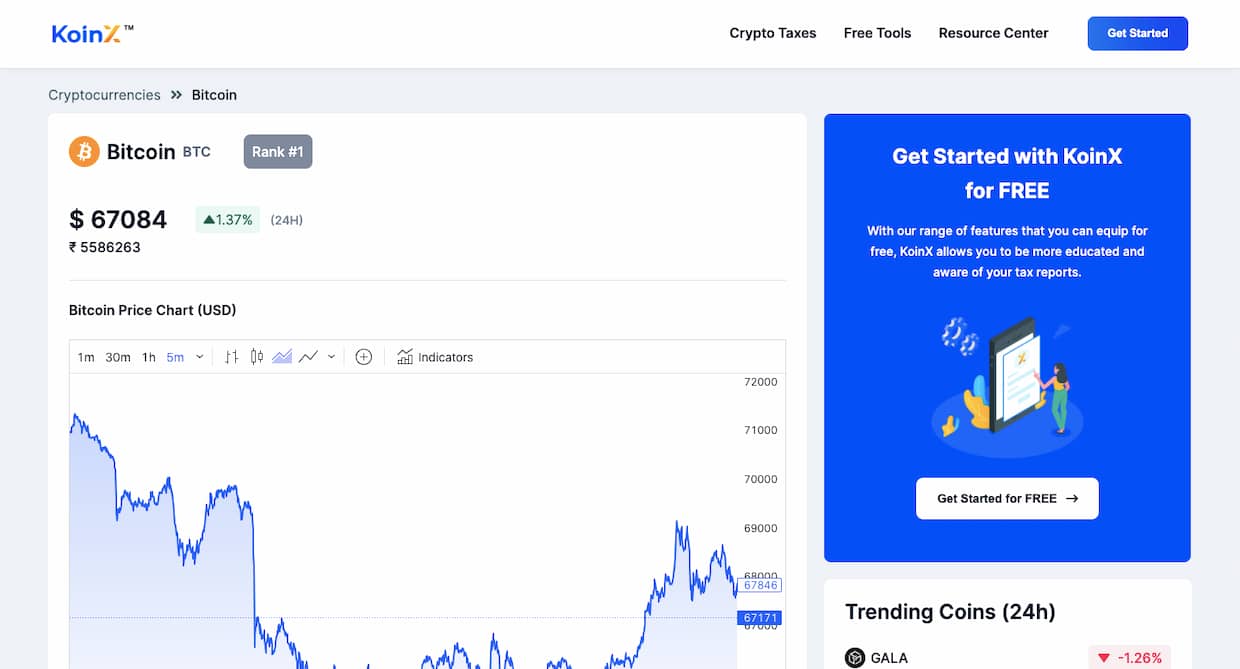 KoinX™
Crypto Taxes
Free Tools
Resource Center
Get Started
Cryptocurrencies » Bitcoin
Bitcoin BTC
Rank #1
$ 67084
▲1.37%
(24H)
₹ 5586263
Bitcoin Price Chart (USD)
1m 30m 1h 5m
Indicators
72000
71000
70000
69000
68000
67846
67171
67000
Get Started with KoinX
for FREE
With our range of features that you can equip for
free, KoinX allows you to be more educated and
aware of your tax reports.
Get Started for FREE →
Trending Coins (24h)
GALA
▼ -1.26%